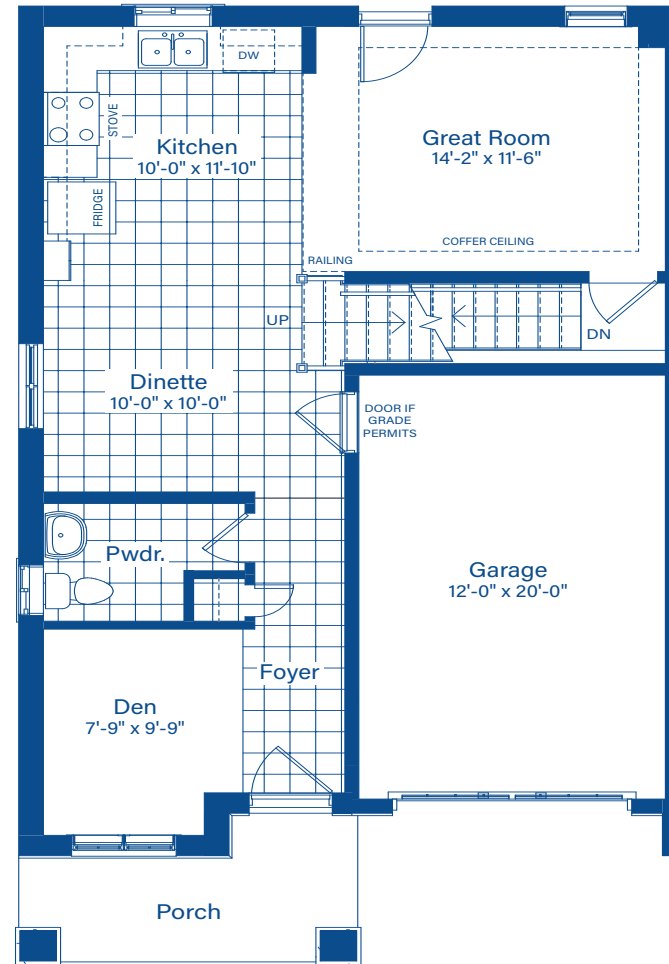 DW
STOVE
Kitchen
10'-0" x 11'-10"
Great Room
14'-2" x 11'-6"
FRIDGE
COFFER CEILING
RAILING
UP
DN
Dinette
10'-0" x 10'-0"
DOOR IF
GRADE
PERMITS
Pwdr.
Garage
12'-0" x 20'-0"
Foyer
Den
7'-9" x 9'-9"
Porch